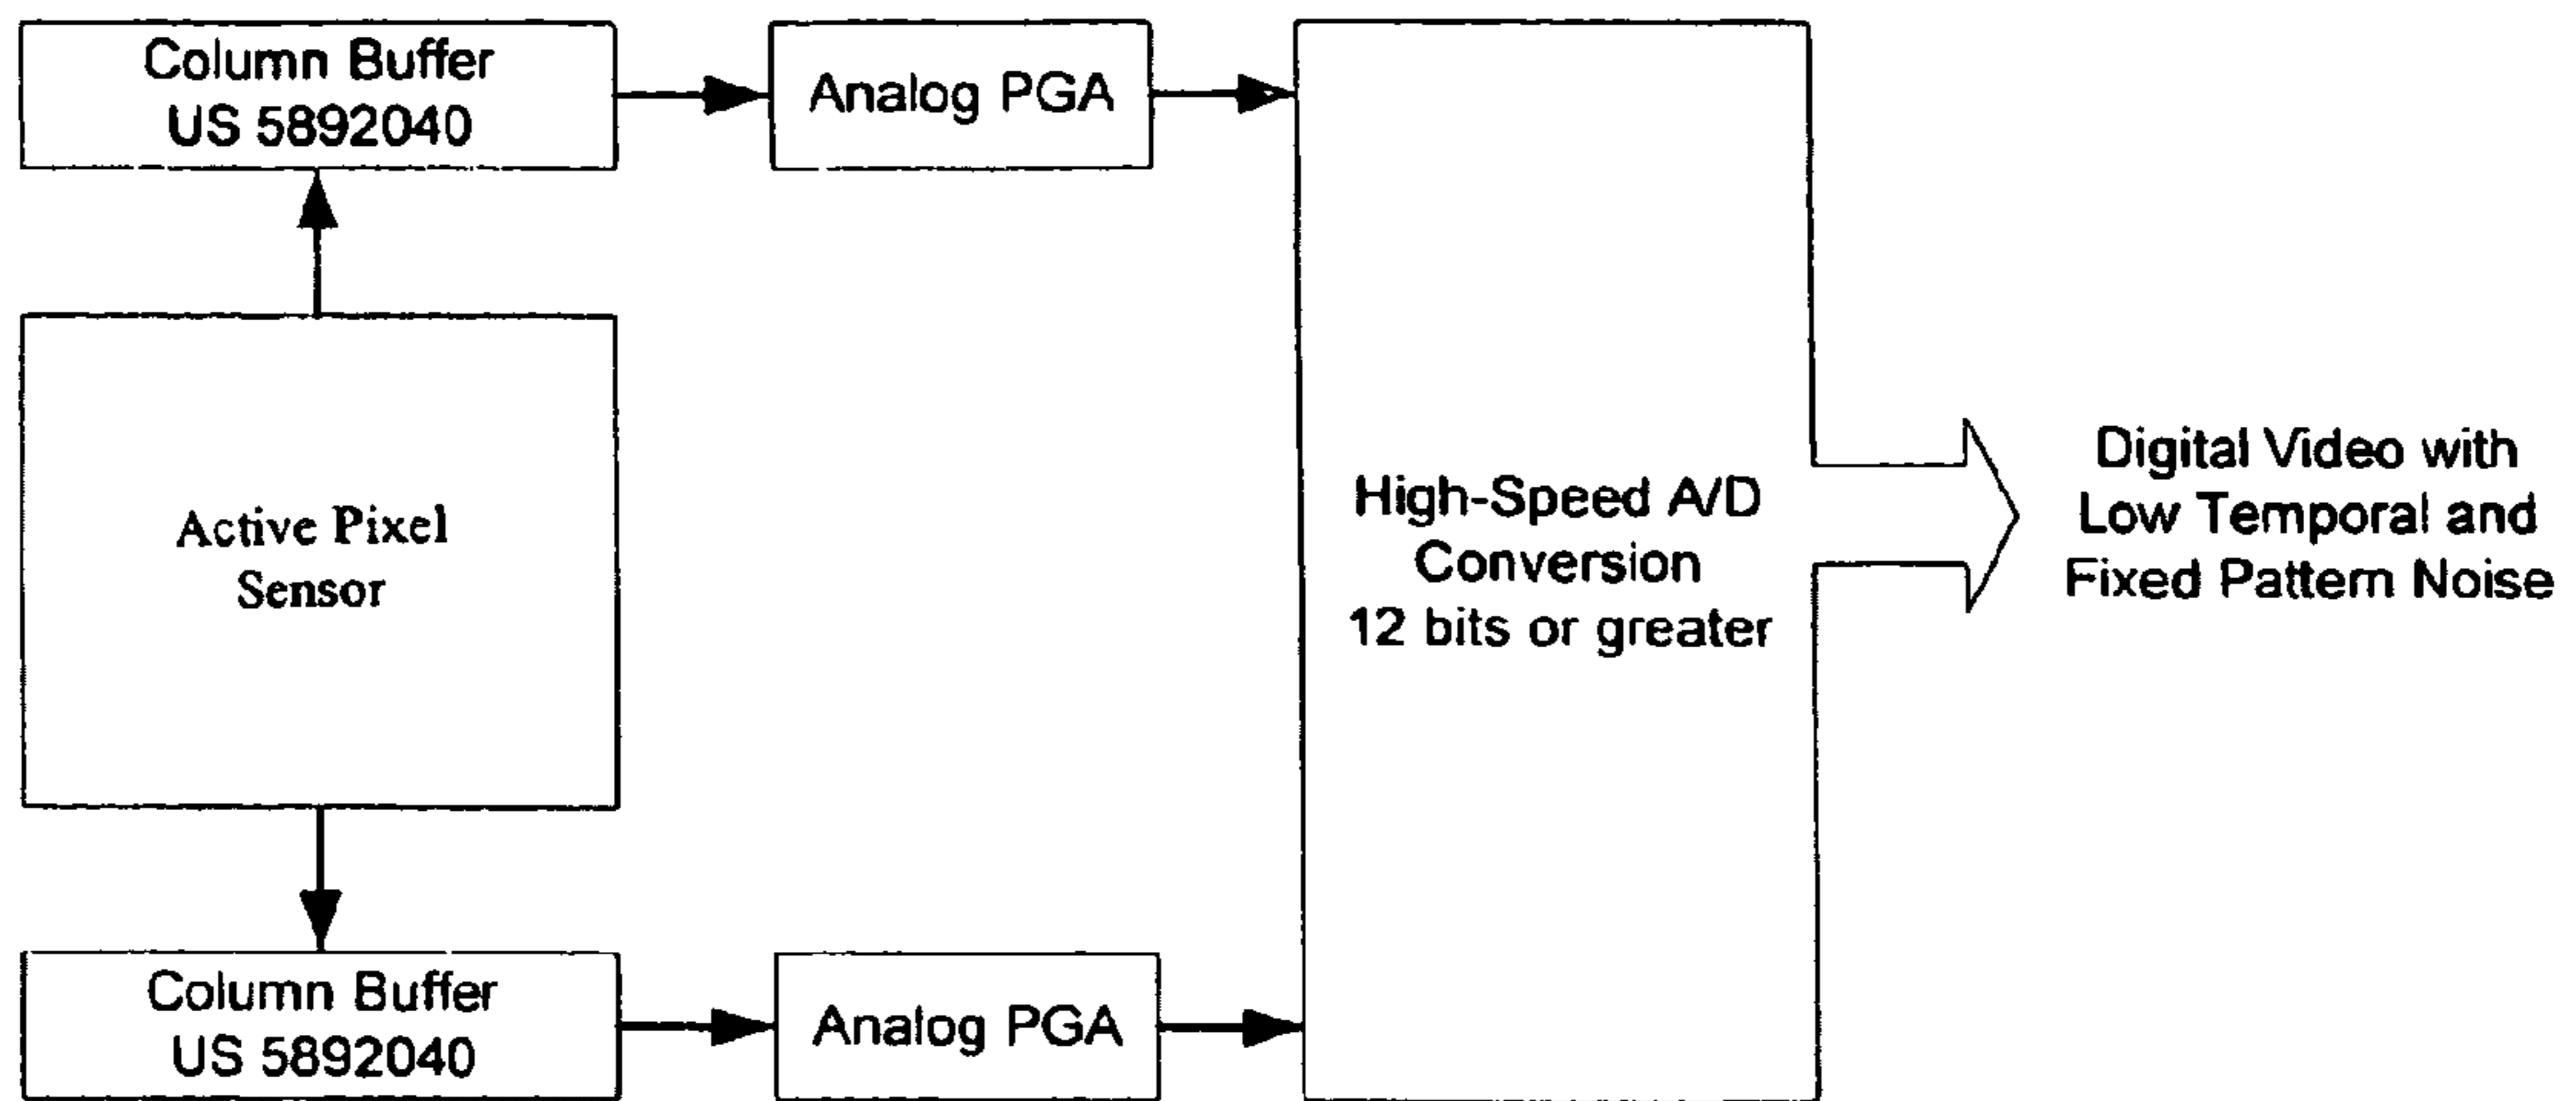 Column Buffer
US 5892040
Analog PGA
Active Pixel
Sensor
High-Speed A/D
Conversion
12 bits or greater
Digital Video with
Low Temporal and
Fixed Pattern Noise
Column Buffer
US 5892040
Analog PGA